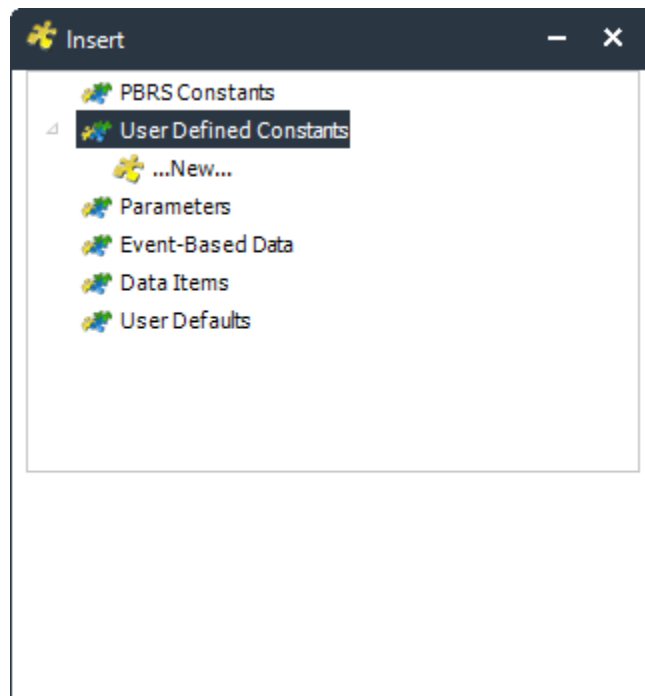 Insert
PBRS Constants
User Defined Constants
...New...
Parameters
Event-Based Data
Data Items
User Defaults